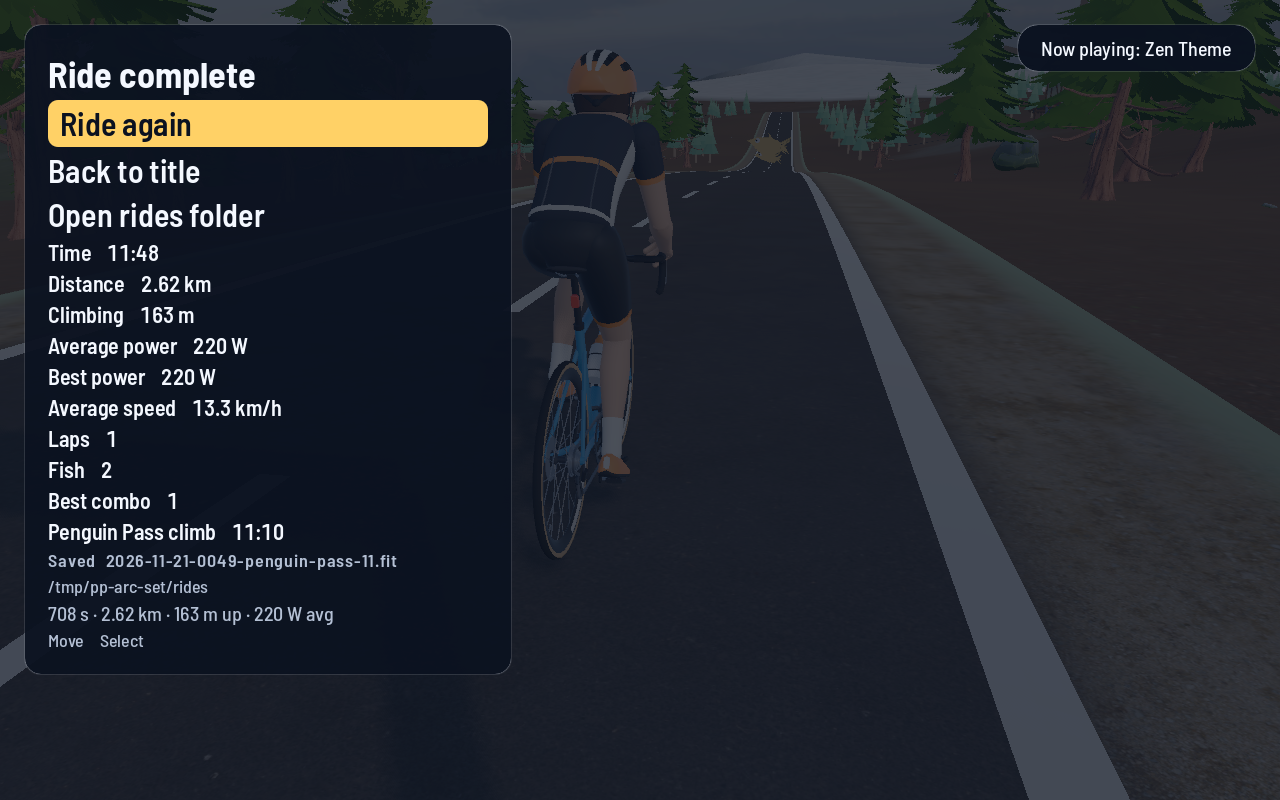 Ride complete
Ride again
Back to title
Open rides folder
Time 11:48
Distance 2.62 km
Climbing 163 m
Average power 220 W
Best power 220 W
Average speed 13.3 km/h
Laps 1
Fish 2
Best combo 1
Penguin Pass climb 11:10
Saved 2026-11-21-0049-penguin-pass-11.fit
/tmp/pp-arc-set/rides
708 s · 2.62 km · 163 m up · 220 W avg
Move Select
Now playing: Zen Theme